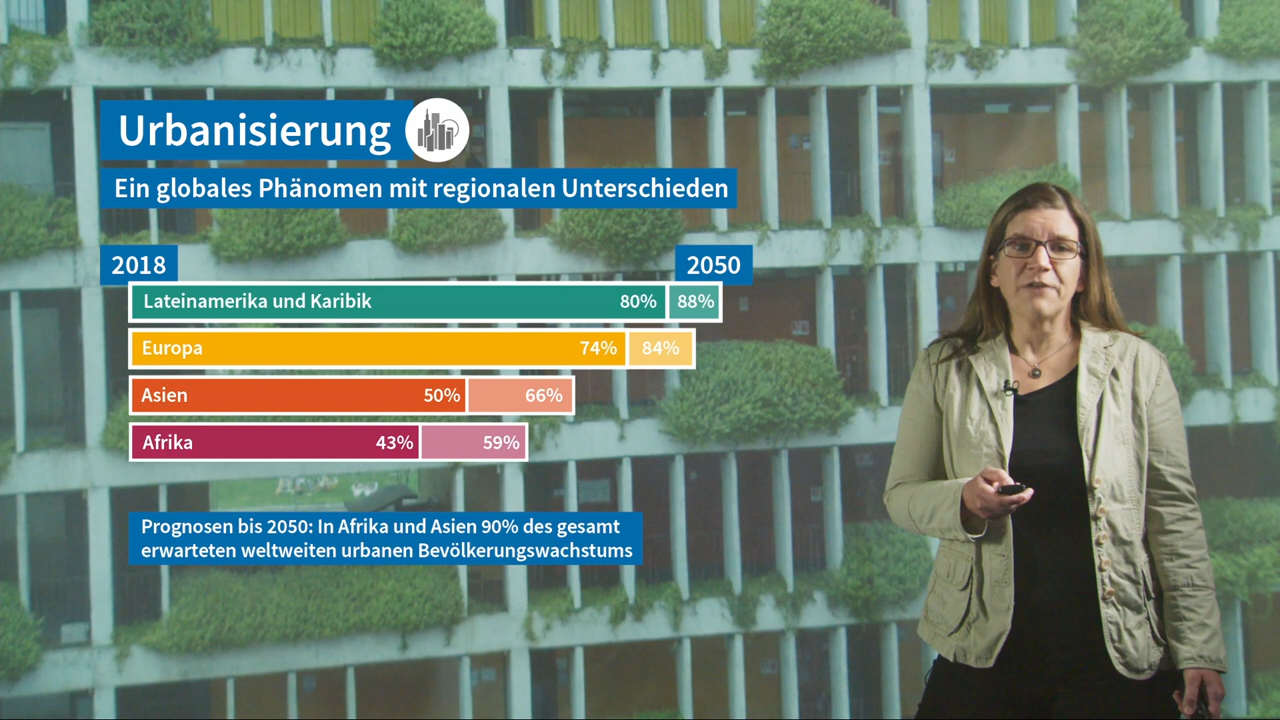 Urbanisierung
Ein globales Phänomen mit regionalen Unterschieden
2018 2050
Lateinamerika und Karibik 80% 88%
Europa 74% 84%
Asien 50% 66%
Afrika 43% 59%
Prognosen bis 2050: In Afrika und Asien 90% des gesamt
erwarteten weltweiten urbanen Bevölkerungswachstums